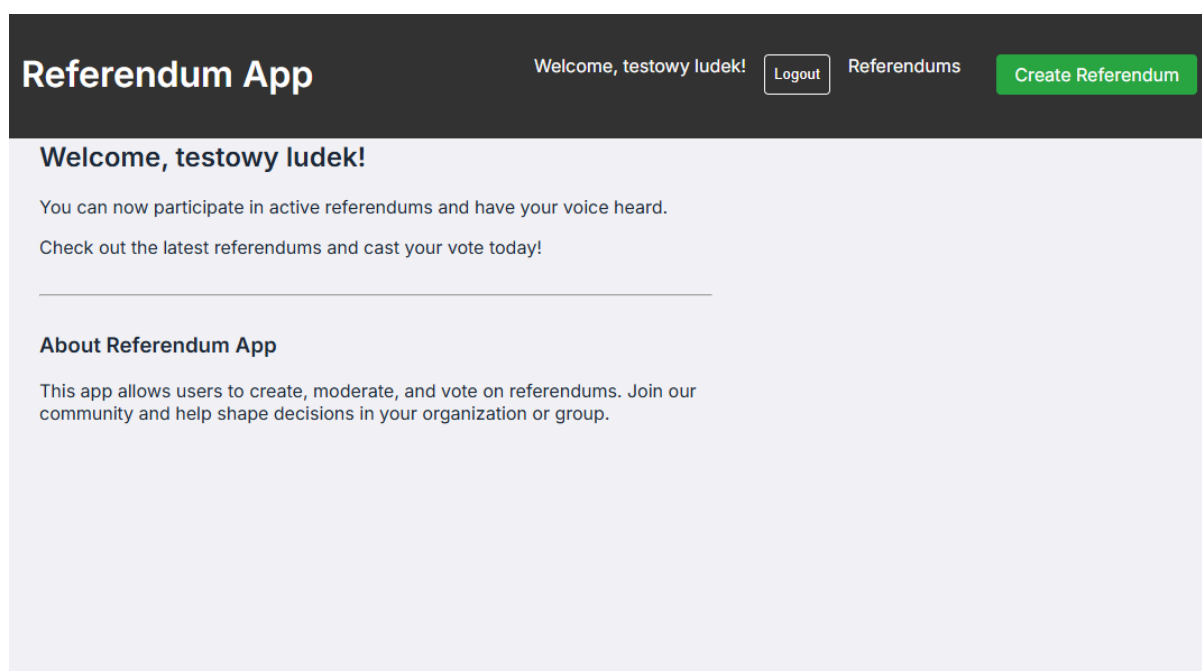 Referendum App
Welcome, testowy ludek!
Logout
Referendums
Create Referendum
Welcome, testowy ludek!
You can now participate in active referendums and have your voice heard.
Check out the latest referendums and cast your vote today!
About Referendum App
This app allows users to create, moderate, and vote on referendums. Join our
community and help shape decisions in your organization or group.